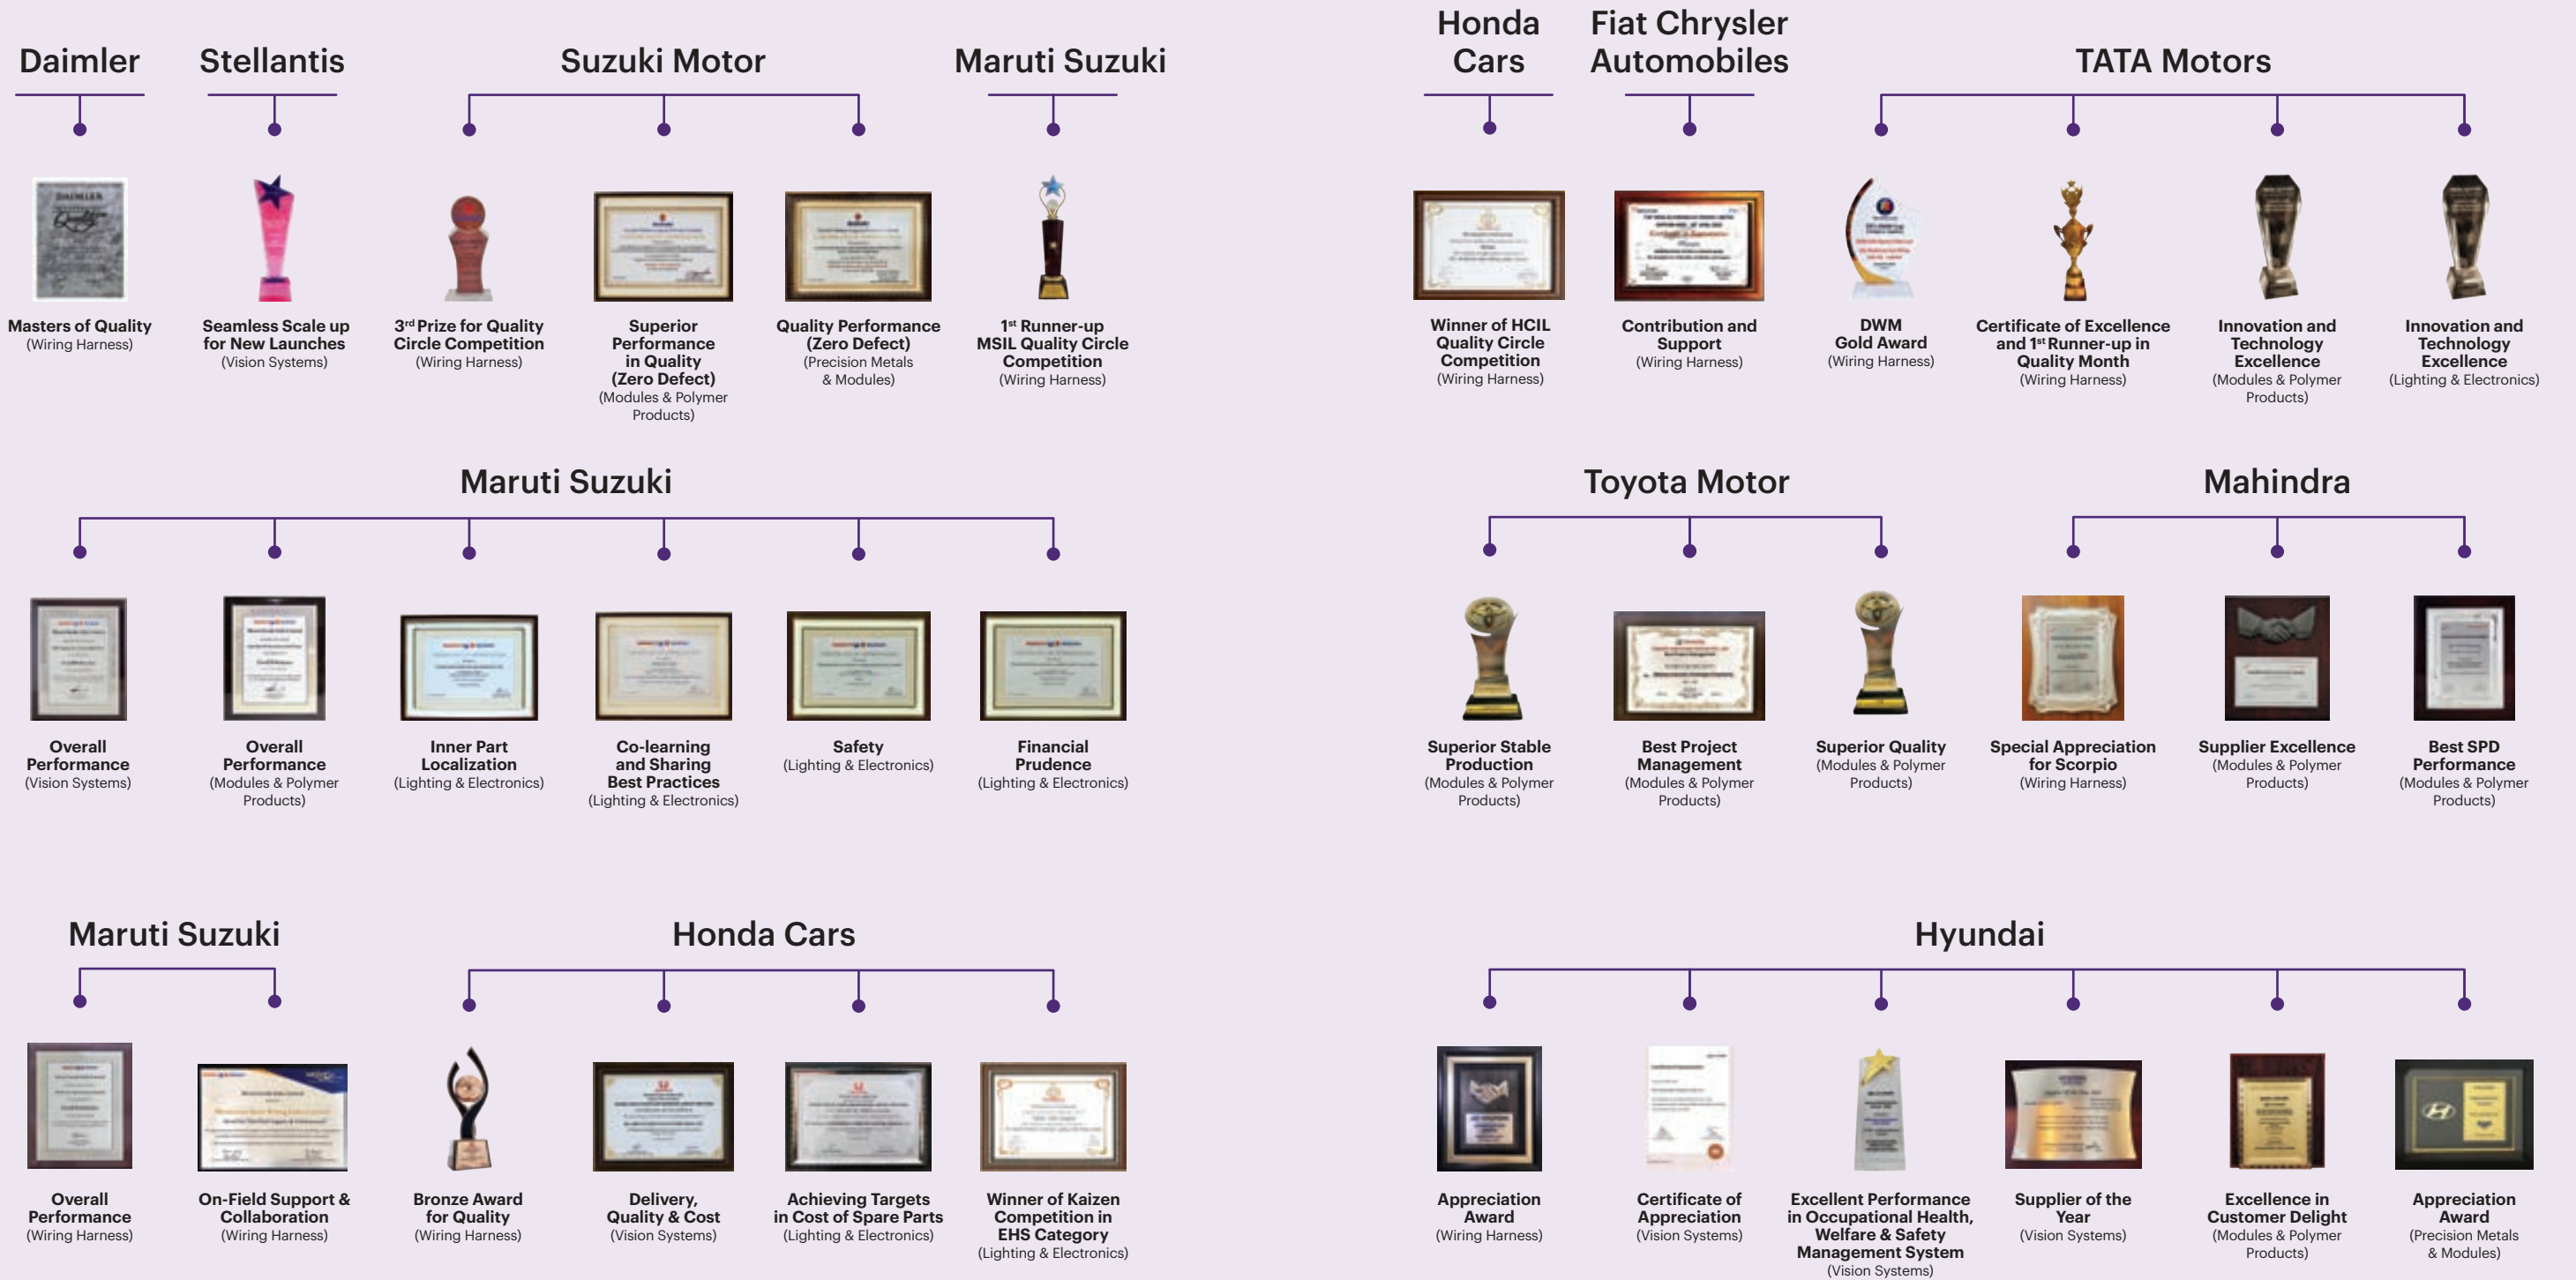 Daimler
Masters of Quality
(Wiring Harness)
Stellantis
Seamless Scale up
for New Launches
(Vision Systems)
Suzuki Motor
3rd Prize for Quality
Circle Competition
(Wiring Harness)
Superior
Performance
in Quality
(Zero Defect)
(Modules & Polymer
Products)
Quality Performance
(Zero Defect)
(Precision Metals
& Modules)
Maruti Suzuki
1st Runner-up
MSIL Quality Circle
Competition
(Wiring Harness)
Honda
Cars
Winner of HCIL
Quality Circle
Competition
(Wiring Harness)
Fiat Chrysler
Automobiles
Contribution and
Support
(Wiring Harness)
TATA Motors
DWM
Gold Award
(Wiring Harness)
Certificate of Excellence
and 1st Runner-up in
Quality Month
(Wiring Harness)
Innovation and
Technology
Excellence
(Modules & Polymer
Products)
Innovation and
Technology
Excellence
(Lighting & Electronics)
Maruti Suzuki
Overall
Performance
(Vision Systems)
Overall
Performance
(Modules & Polymer
Products)
Inner Part
Localization
(Lighting & Electronics)
Co-learning
and Sharing
Best Practices
(Lighting & Electronics)
Safety
(Lighting & Electronics)
Financial
Prudence
(Lighting & Electronics)
Toyota Motor
Superior Stable
Production
(Modules & Polymer
Products)
Best Project
Management
(Modules & Polymer
Products)
Superior Quality
(Modules & Polymer
Products)
Mahindra
Special Appreciation
for Scorpio
(Wiring Harness)
Supplier Excellence
(Modules & Polymer
Products)
Best SPD
Performance
(Modules & Polymer
Products)
Maruti Suzuki
Overall
Performance
(Wiring Harness)
On-Field Support &
Collaboration
(Wiring Harness)
Honda Cars
Bronze Award
for Quality
(Wiring Harness)
Delivery,
Quality & Cost
(Vision Systems)
Achieving Targets
in Cost of Spare Parts
(Lighting & Electronics)
Winner of Kaizen
Competition in
EHS Category
(Lighting & Electronics)
Hyundai
Appreciation
Award
(Wiring Harness)
Certificate of
Appreciation
(Vision Systems)
Excellent Performance
in Occupational Health,
Welfare & Safety
Management System
(Vision Systems)
Supplier of the
Year
(Vision Systems)
Excellence in
Customer Delight
(Modules & Polymer
Products)
Appreciation
Award
(Precision Metals
& Modules)